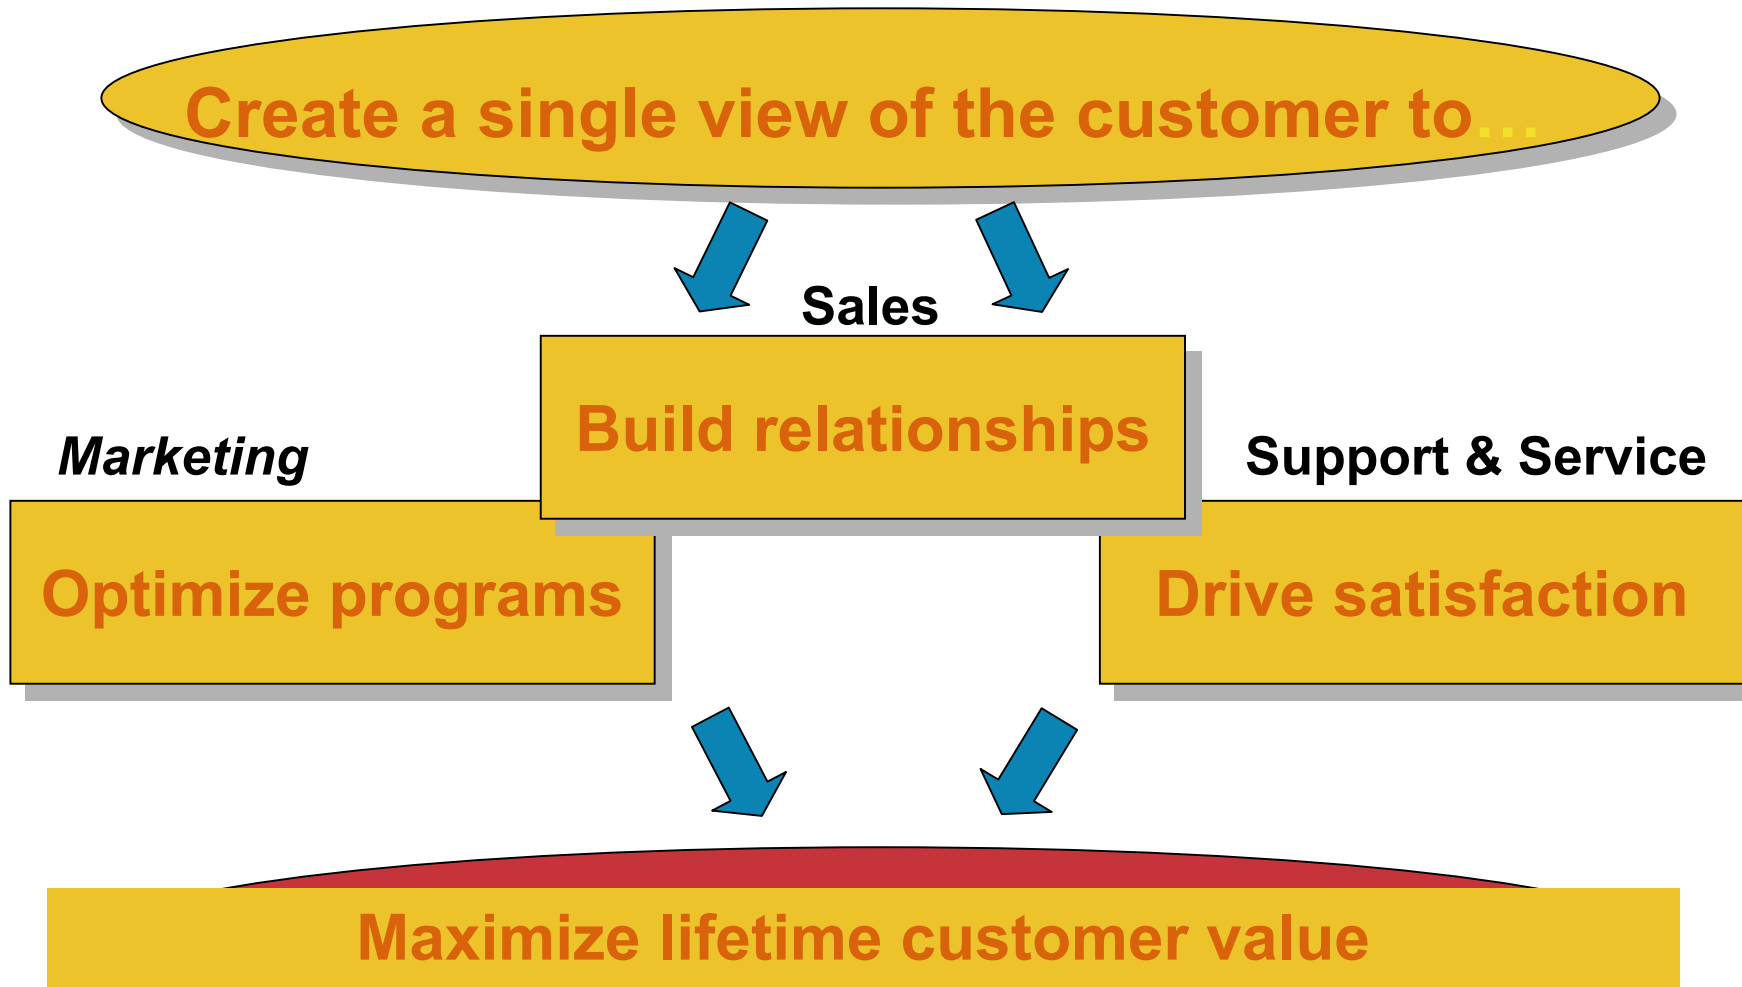 Create a single view of the customer to…
Sales
Build relationships
Marketing
Optimize programs
Support & Service
Drive satisfaction
Maximize lifetime customer value